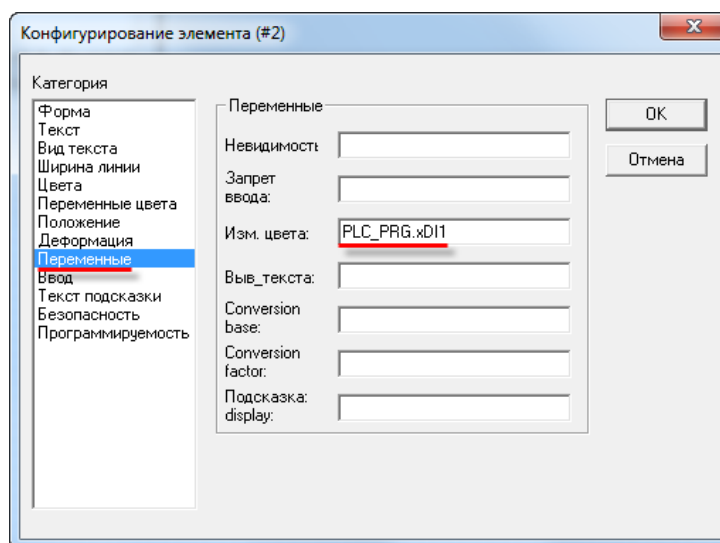 Конфигурирование элемента (#2)
Категория
Форма
Текст
Вид текста
Ширина линии
Цвета
Переменные цвета
Положение
Деформация
Переменные
Ввод
Текст подсказки
Безопасность
Программируемость
Переменные
Невидимость
Запрет
ввода:
Изм. цвета:
PLC_PRG.xDI1
Выв_текста:
Conversion
base:
Conversion
factor:
Подсказка:
display:
OK
Отмена